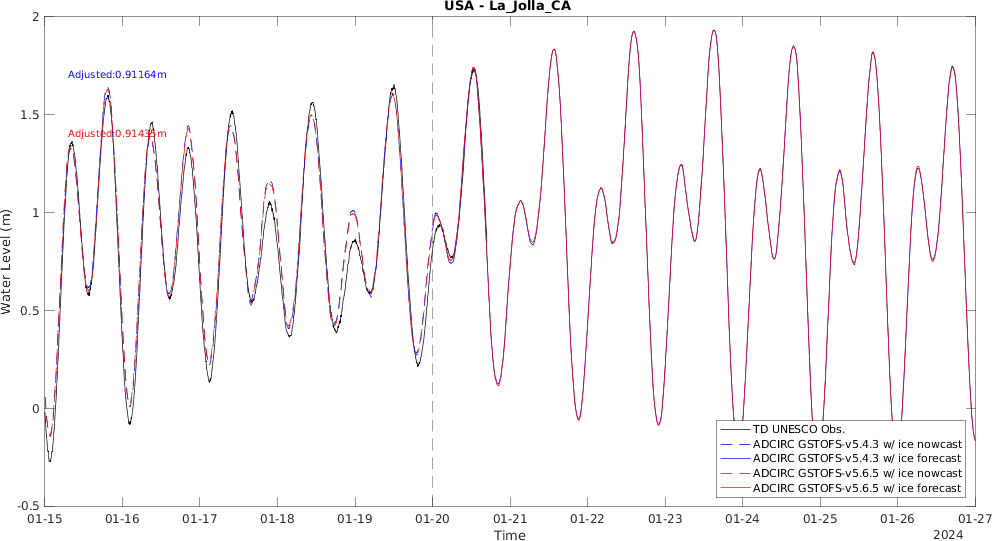 USA - La_Jolla_CA
2
1.5
1
0.5
0
-0.5
Water Level (m)
Adjusted:0.91164m
Adjusted:0.91435m
TD UNESCO Obs.
ADCIRC GSTOFS-v5.4.3 w/ ice nowcast
ADCIRC GSTOFS-v5.4.3 w/ ice forecast
ADCIRC GSTOFS-v5.6.5 w/ ice nowcast
ADCIRC GSTOFS-v5.6.5 w/ ice forecast
01-15 01-16 01-17 01-18 01-19 01-20 01-21 01-22 01-23 01-24 01-25 01-26 01-27
Time
2024